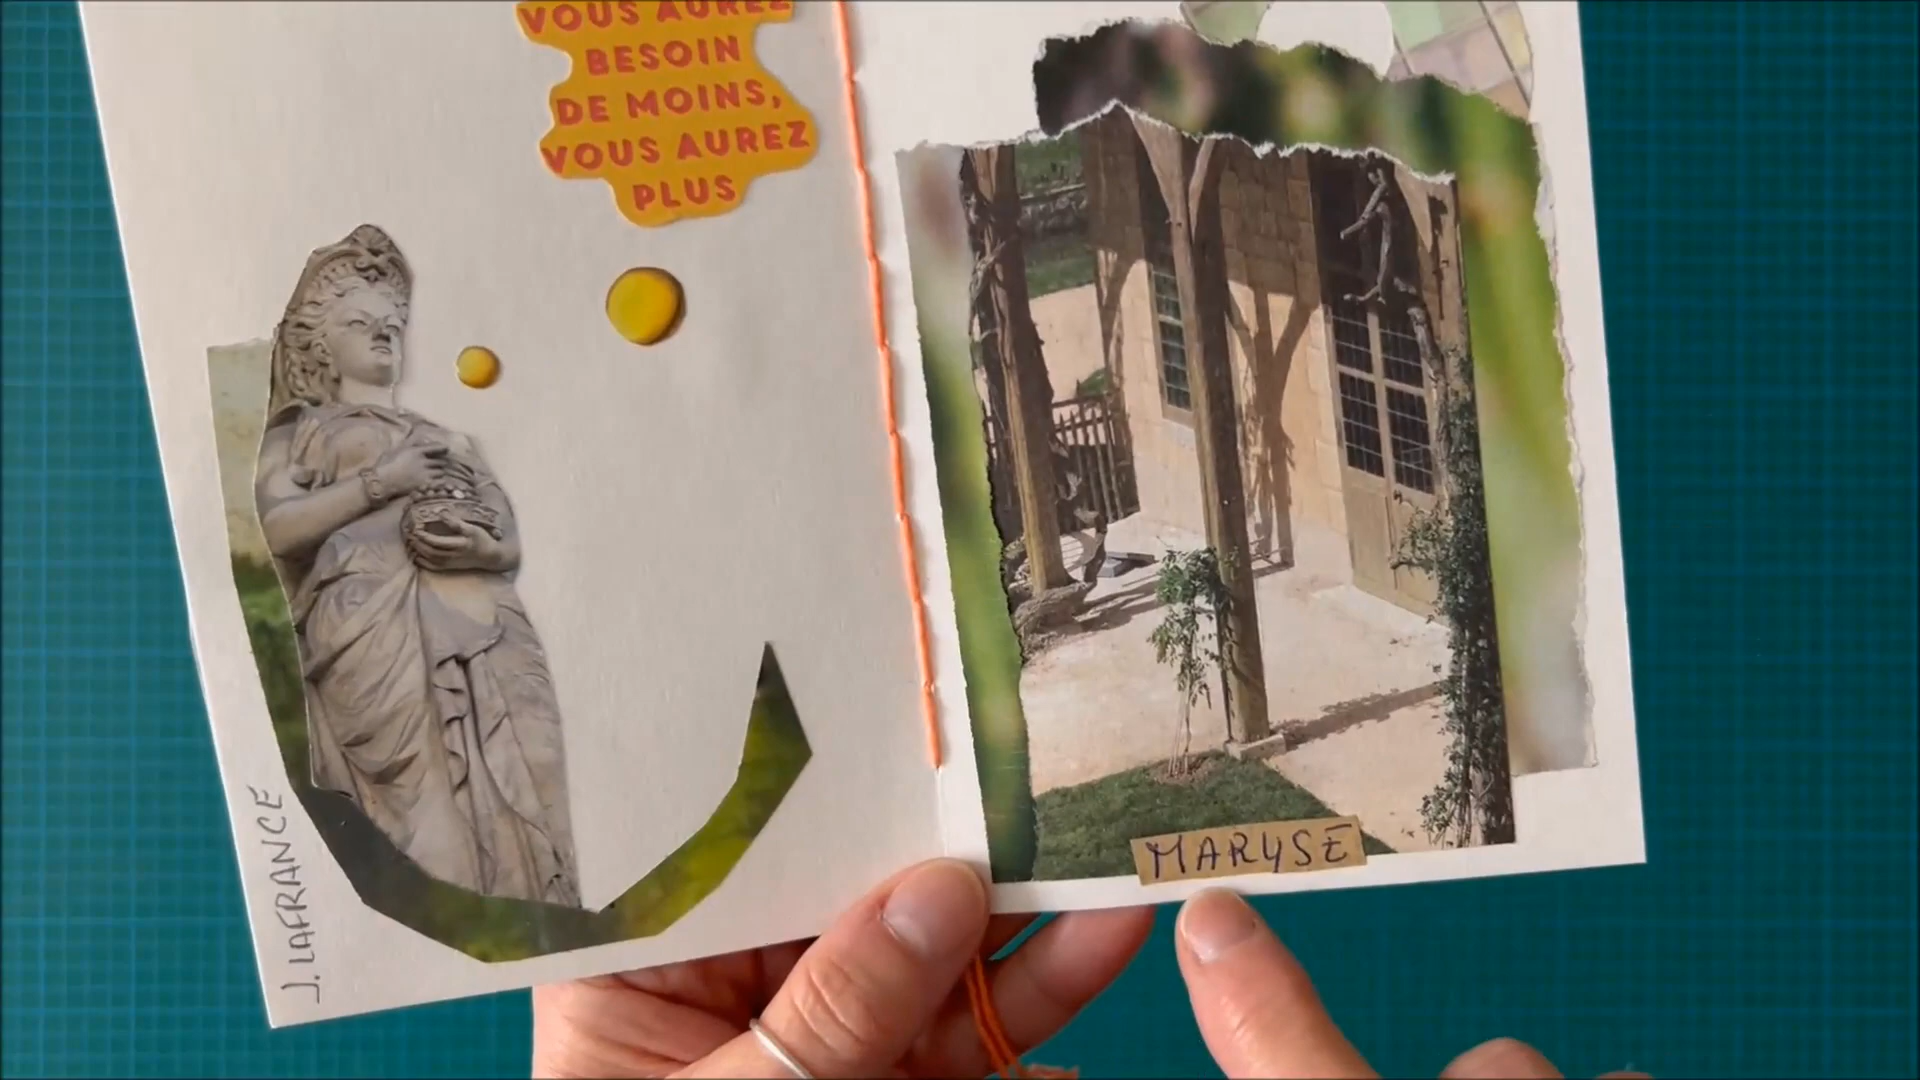 VOUS AUREZ
BESOIN
DE MOINS,
VOUS AUREZ
PLUS
J. LAFRANCE
MARYSE